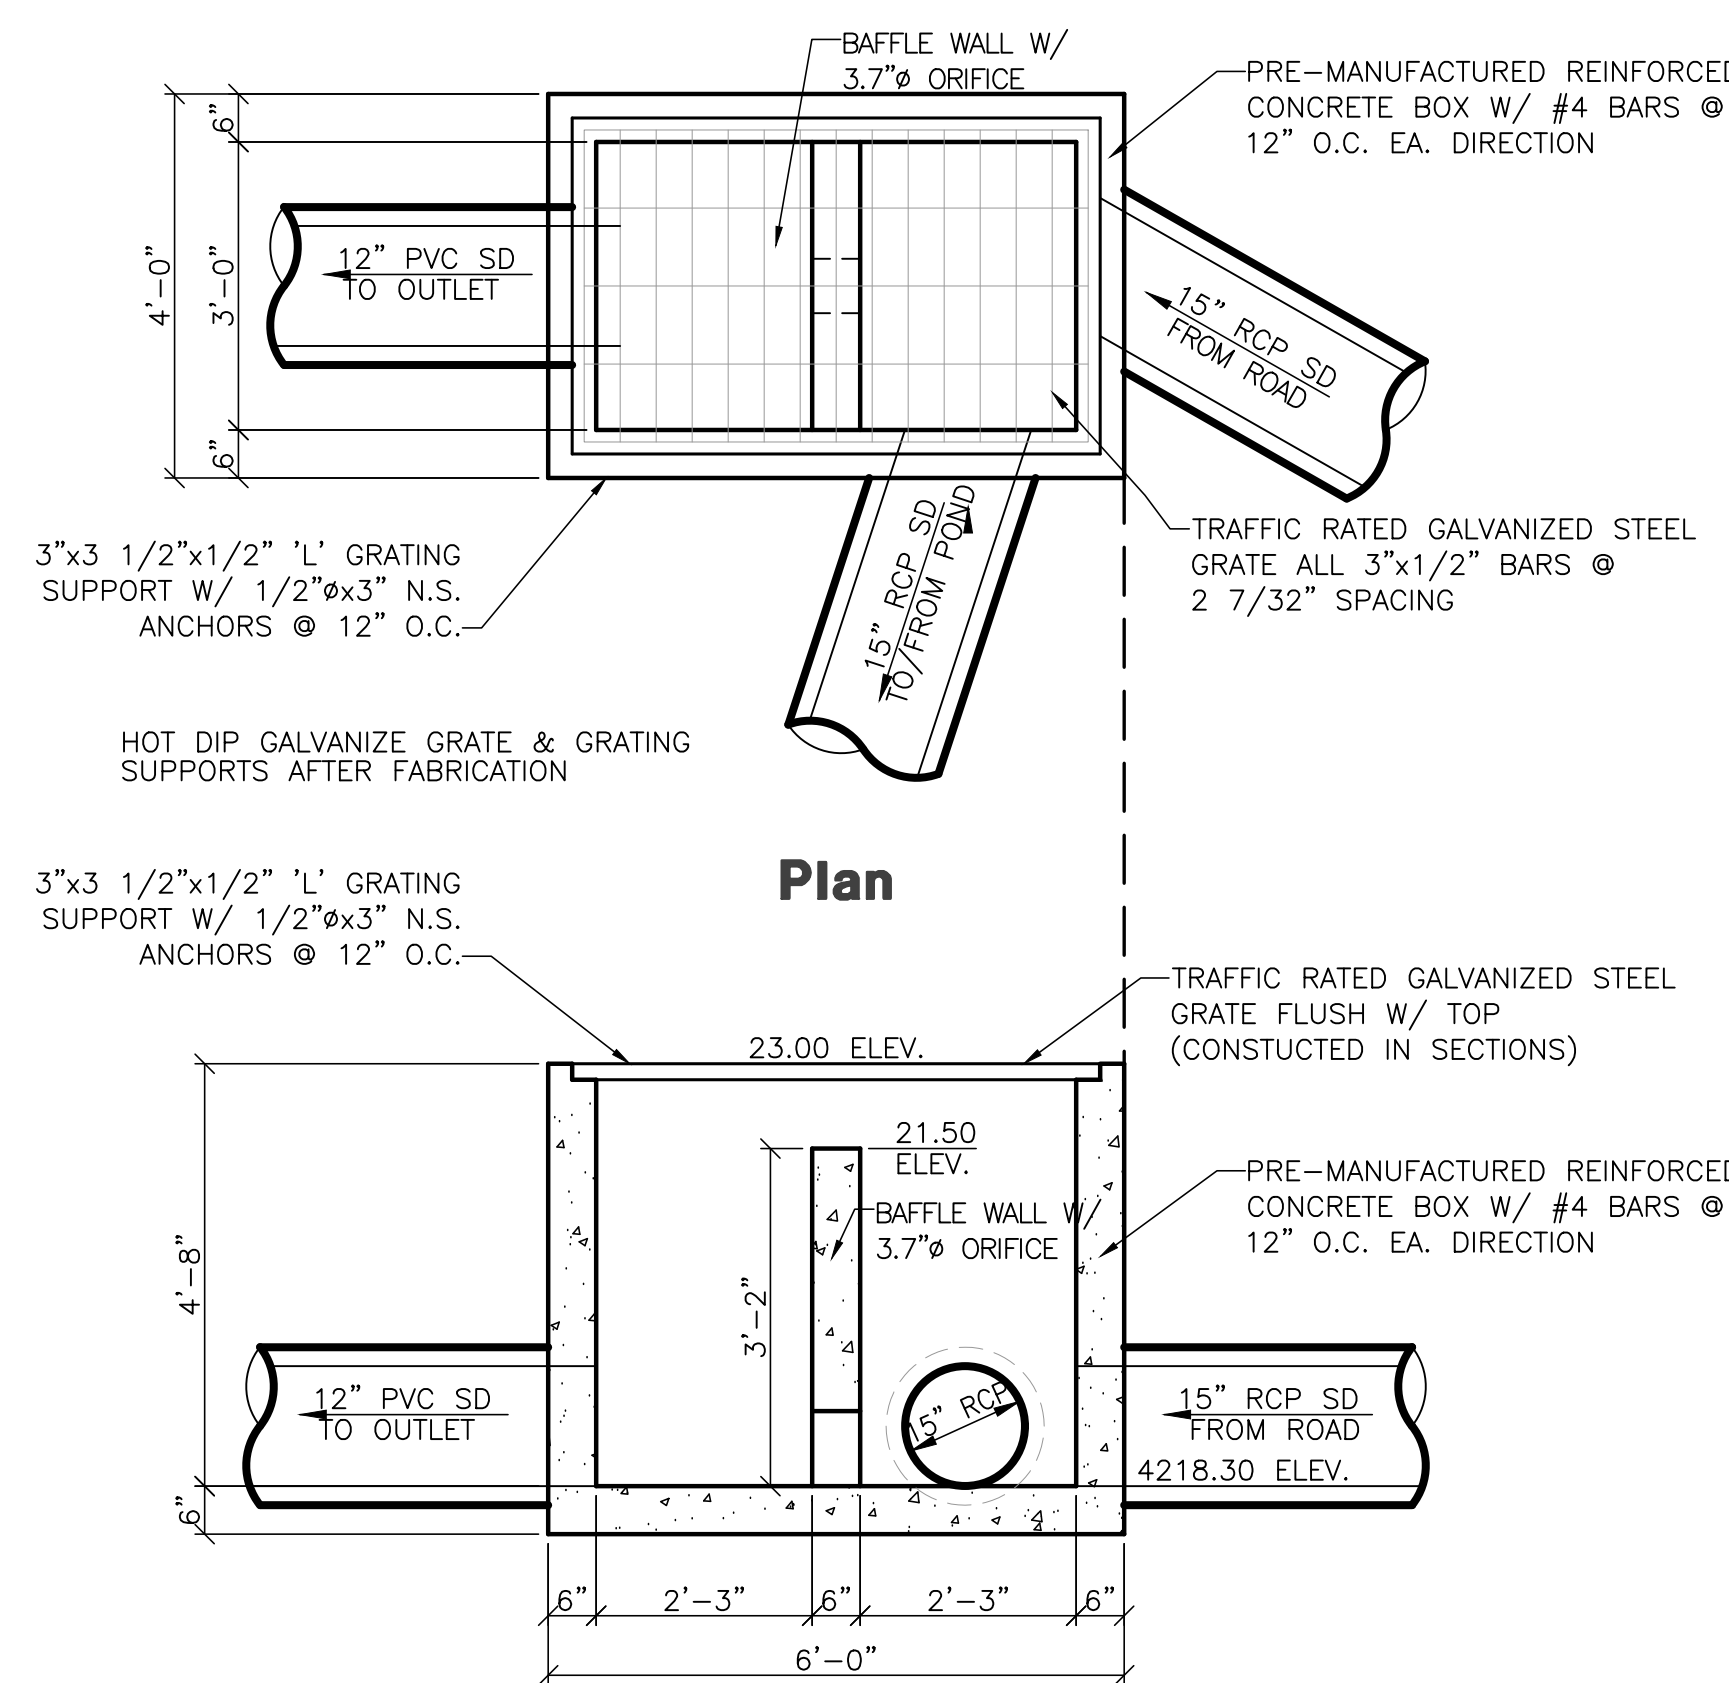 BAFFLE WALL W/
3.7"ø ORIFICE
PRE-MANUFACTURED REINFORCED
CONCRETE BOX W/ #4 BARS @
12" O.C. EA. DIRECTION
6"
4'-0"
3'-0"
6"
12" PVC SD
TO OUTLET
15" RCP SD
FROM ROAD
15" RCP SD
TO/FROM POND
3"x3 1/2"x1/2" 'L' GRATING
SUPPORT W/ 1/2"øx3" N.S.
ANCHORS @ 12" O.C.
TRAFFIC RATED GALVANIZED STEEL
GRATE ALL 3"x1/2" BARS @
2 7/32" SPACING
HOT DIP GALVANIZE GRATE & GRATING
SUPPORTS AFTER FABRICATION
Plan
3"x3 1/2"x1/2" 'L' GRATING
SUPPORT W/ 1/2"øx3" N.S.
ANCHORS @ 12" O.C.
TRAFFIC RATED GALVANIZED STEEL
GRATE FLUSH W/ TOP
(CONSTUCTED IN SECTIONS)
23.00 ELEV.
21.50
ELEV.
BAFFLE WALL W/
3.7"ø ORIFICE
PRE-MANUFACTURED REINFORCED
CONCRETE BOX W/ #4 BARS @
12" O.C. EA. DIRECTION
4'-8"
3'-2"
12" PVC SD
TO OUTLET
15" RCP
15" RCP SD
FROM ROAD
4218.30 ELEV.
6"
6"
2'-3"
6"
2'-3"
6"
6'-0"